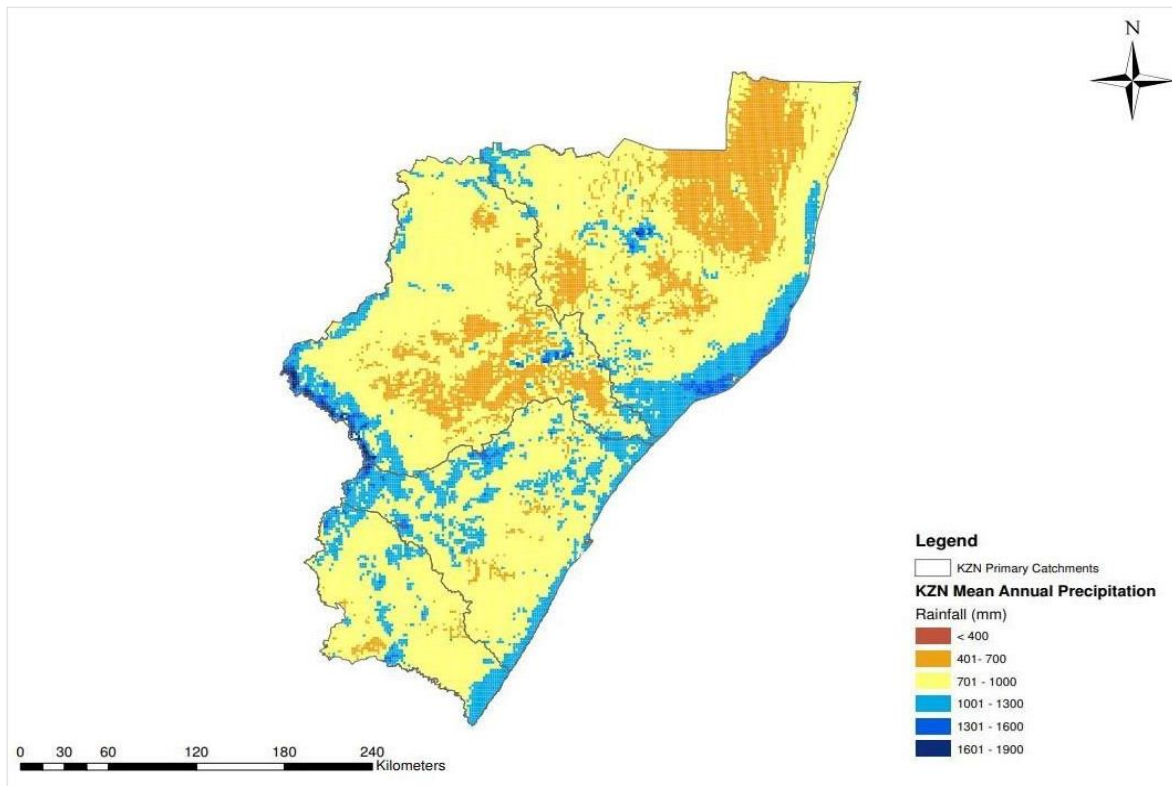 N
Legend
KZN Primary Catchments
KZN Mean Annual Precipitation
Rainfall (mm)
< 400
401- 700
701 - 1000
1001 - 1300
1301 - 1600
1601 - 1900
0 30 60 120 180 240
Kilometers